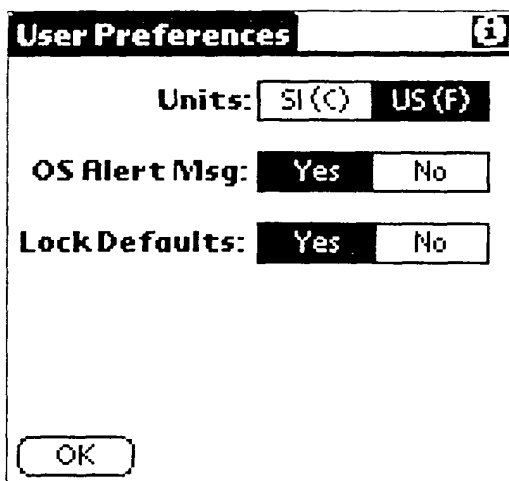 User Preferences i
Units: SI (C) US (F)
OS Alert Msg: Yes No
Lock Defaults: Yes No
OK